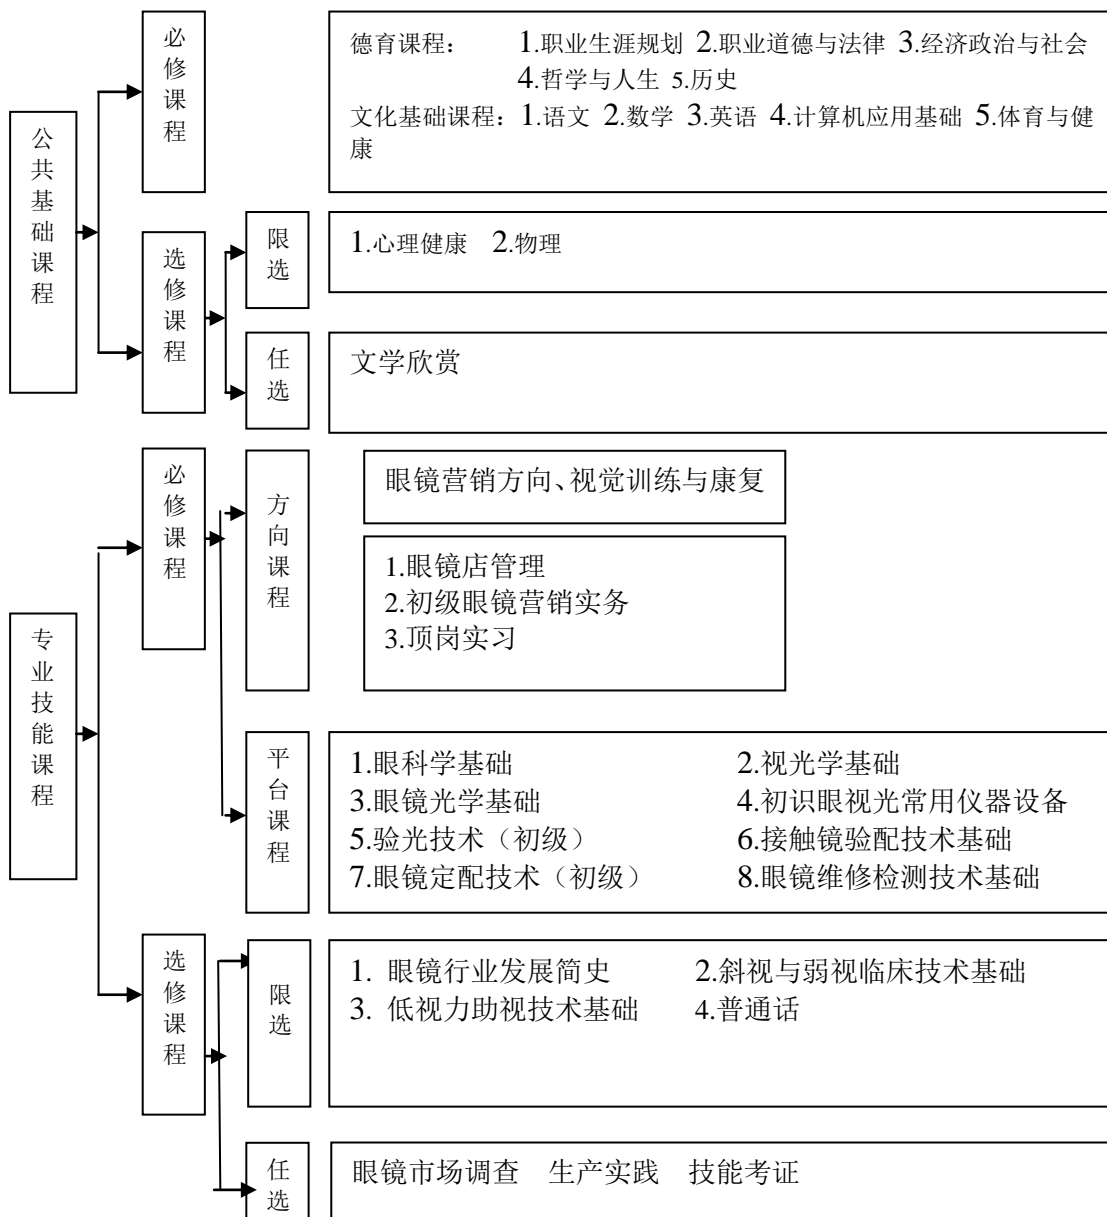 公共基础课程
必修课程
德育课程： 1.职业生涯规划 2.职业道德与法律 3.经济政治与社会
4.哲学与人生 5.历史
文化基础课程：1.语文 2.数学 3.英语 4.计算机应用基础 5.体育与健
康
选修课程
限选
1.心理健康 2.物理
任选
文学欣赏
专业技能课程
必修课程
方向课程
眼镜营销方向、视觉训练与康复
1.眼镜店管理
2.初级眼镜营销实务
3.顶岗实习
平台课程
1.眼科学基础 2.视光学基础
3.眼镜光学基础 4.初识眼视光常用仪器设备
5.验光技术（初级） 6.接触镜验配技术基础
7.眼镜定配技术（初级） 8.眼镜维修检测技术基础
选修课程
限选
1. 眼镜行业发展简史 2.斜视与弱视临床技术基础
3. 低视力助视技术基础 4.普通话
任选
眼镜市场调查 生产实践 技能考证